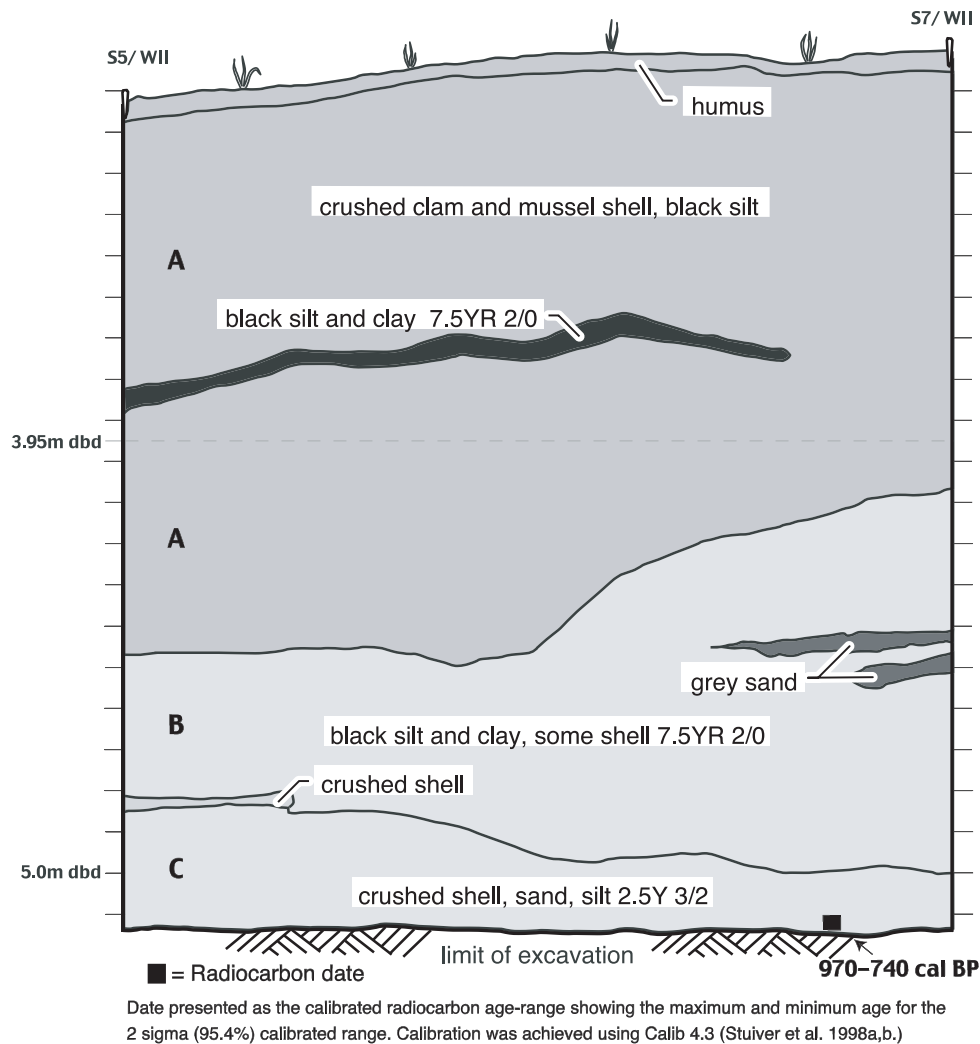 S5/ WII
S7/ WII
humus
crushed clam and mussel shell, black silt
A
black silt and clay 7.5YR 2/0
3.95m dbd
A
grey sand
B
black silt and clay, some shell 7.5YR 2/0
crushed shell
5.0m dbd
C
crushed shell, sand, silt 2.5Y 3/2
limit of excavation
970–740 cal BP
= Radiocarbon date
Date presented as the calibrated radiocarbon age-range showing the maximum and minimum age for the
2 sigma (95.4%) calibrated range. Calibration was achieved using Calib 4.3 (Stuiver et al. 1998a,b.)